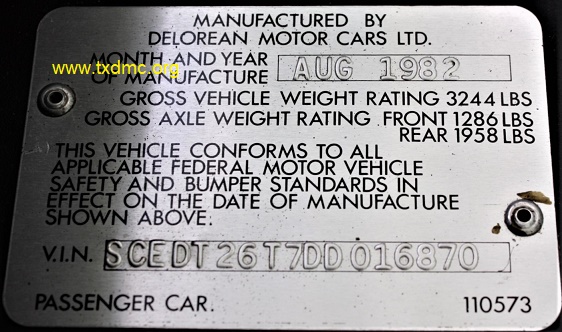 MANUFACTURED BY
DELOREAN MOTOR CARS LTD.
MONTH AND YEAR
www.txdmc.org
OF MANUFACTURE AUG 1982
GROSS VEHICLE WEIGHT RATING 3244 LBS
GROSS AXLE WEIGHT RATING FRONT 1286 LBS
REAR 1958 LBS
THIS VEHICLE CONFORMS TO ALL
APPLICABLE FEDERAL MOTOR VEHICLE
SAFETY AND BUMPER STANDARDS IN
EFFECT ON THE DATE OF MANUFACTURE
SHOWN ABOVE.
V.I.N. SCEDT26T7DD016870
PASSENGER CAR. 110573